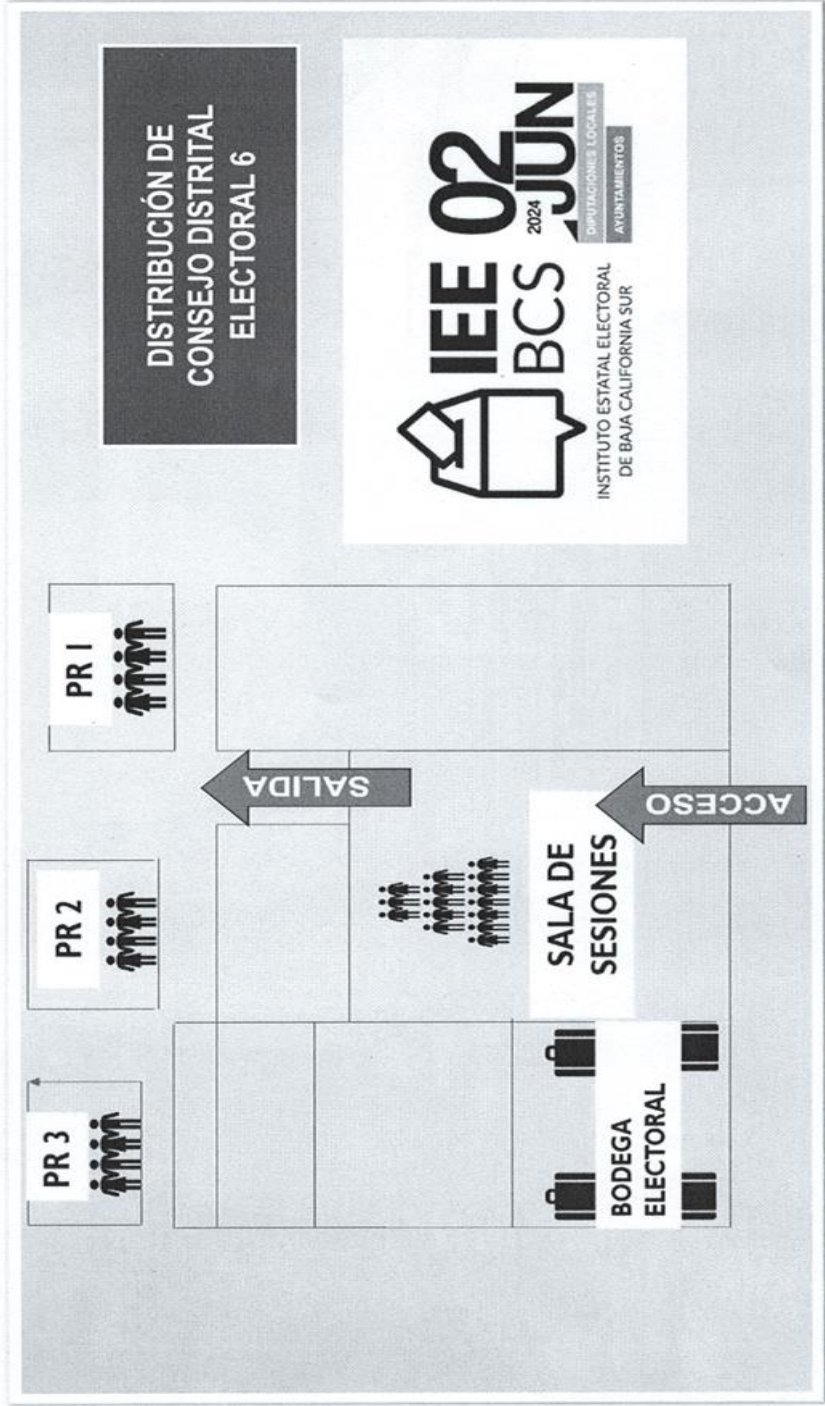 DISTRIBUCIÓN DE
CONSEJO DISTRITAL
ELECTORAL 6
PR 3
PR 2
PR 1
SALIDA
SALA DE
SESIONES
BODEGA
ELECTORAL
ACCESO
IEE
BCS
INSTITUTO ESTATAL ELECTORAL
DE BAJA CALIFORNIA SUR
02
2024 JUN
DIPUTACIONES LOCALES
AYUNTAMIENTOS